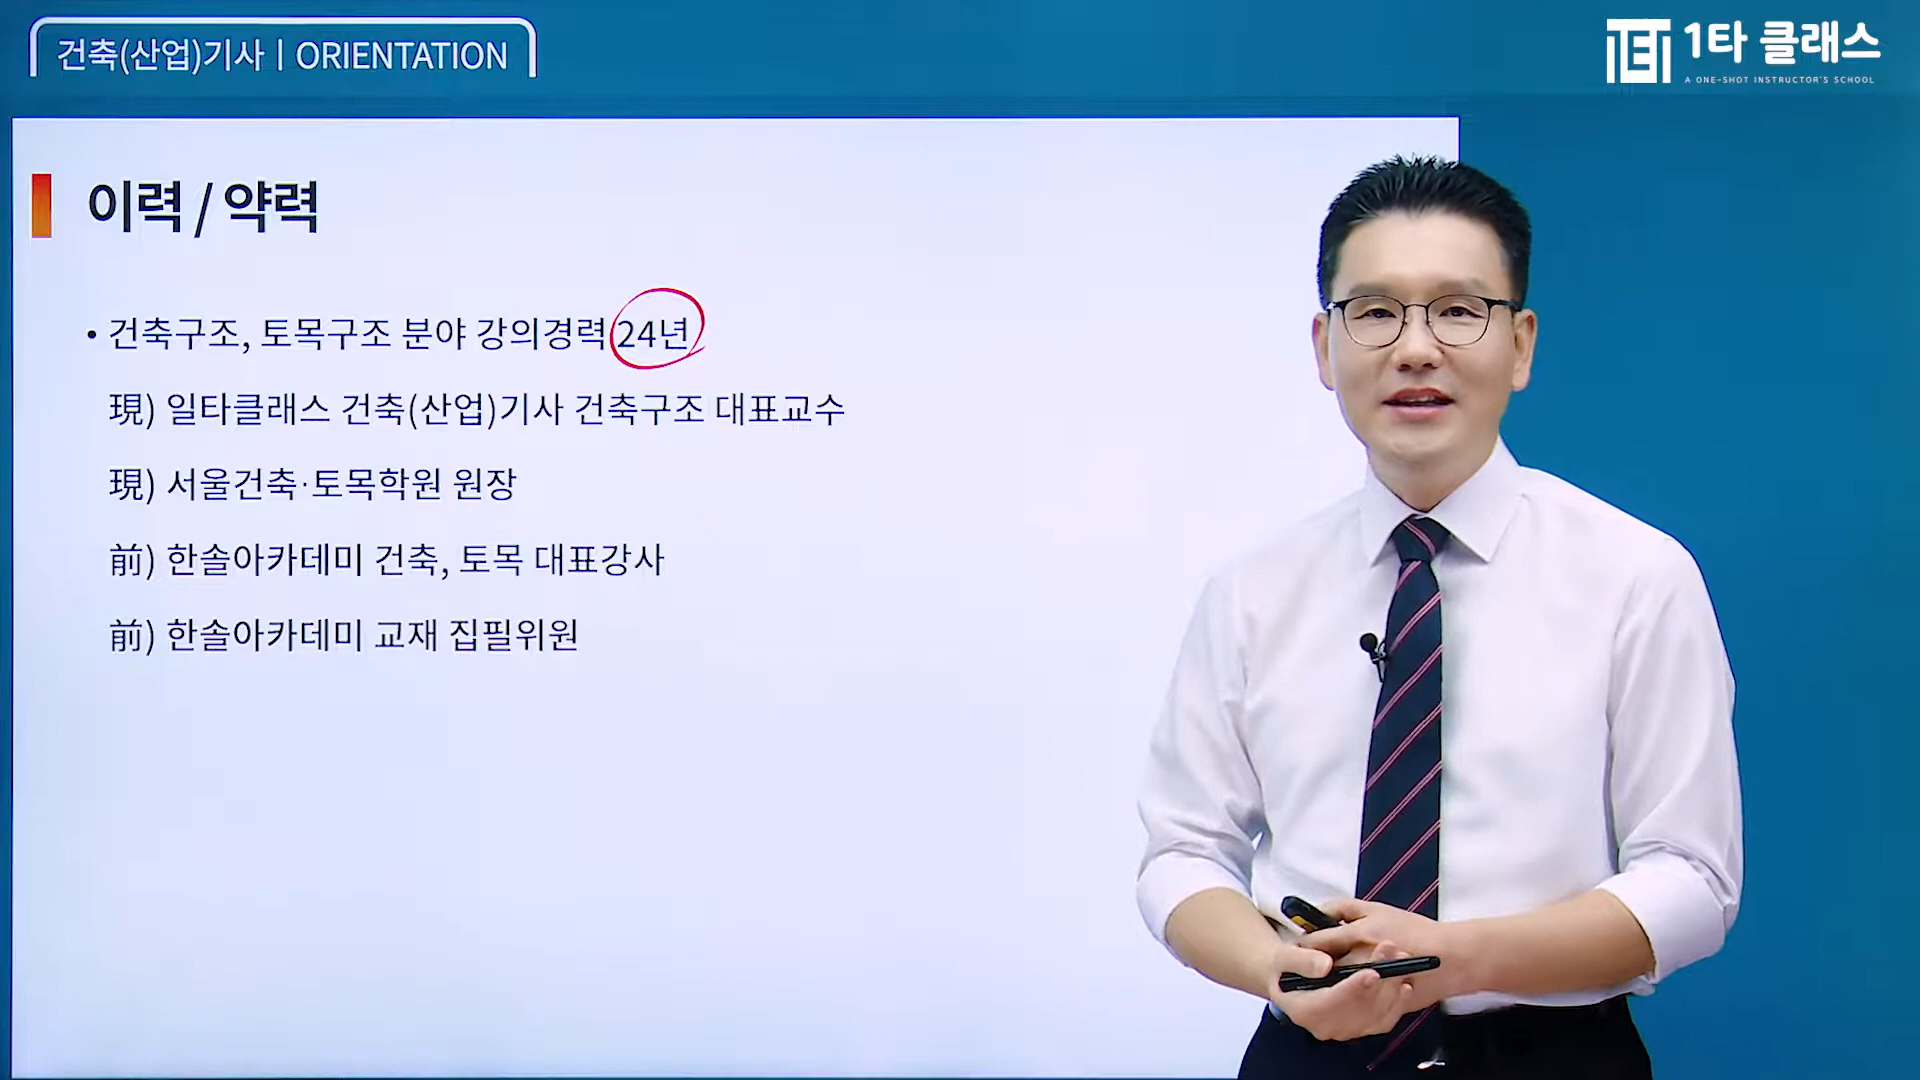 건축(산업)기사 | ORIENTATION
1타 클래스
A ONE-SHOT INSTRUCTOR'S SCHOOL
이력 / 약력
• 건축구조, 토목구조 분야 강의경력 24년
現) 일타클래스 건축(산업)기사 건축구조 대표교수
現) 서울건축·토목학원 원장
前) 한솔아카데미 건축, 토목 대표강사
前) 한솔아카데미 교재 집필위원